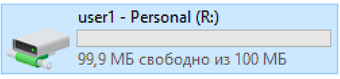 user1 - Personal (R:)
99,9 МБ свободно из 100 МБ